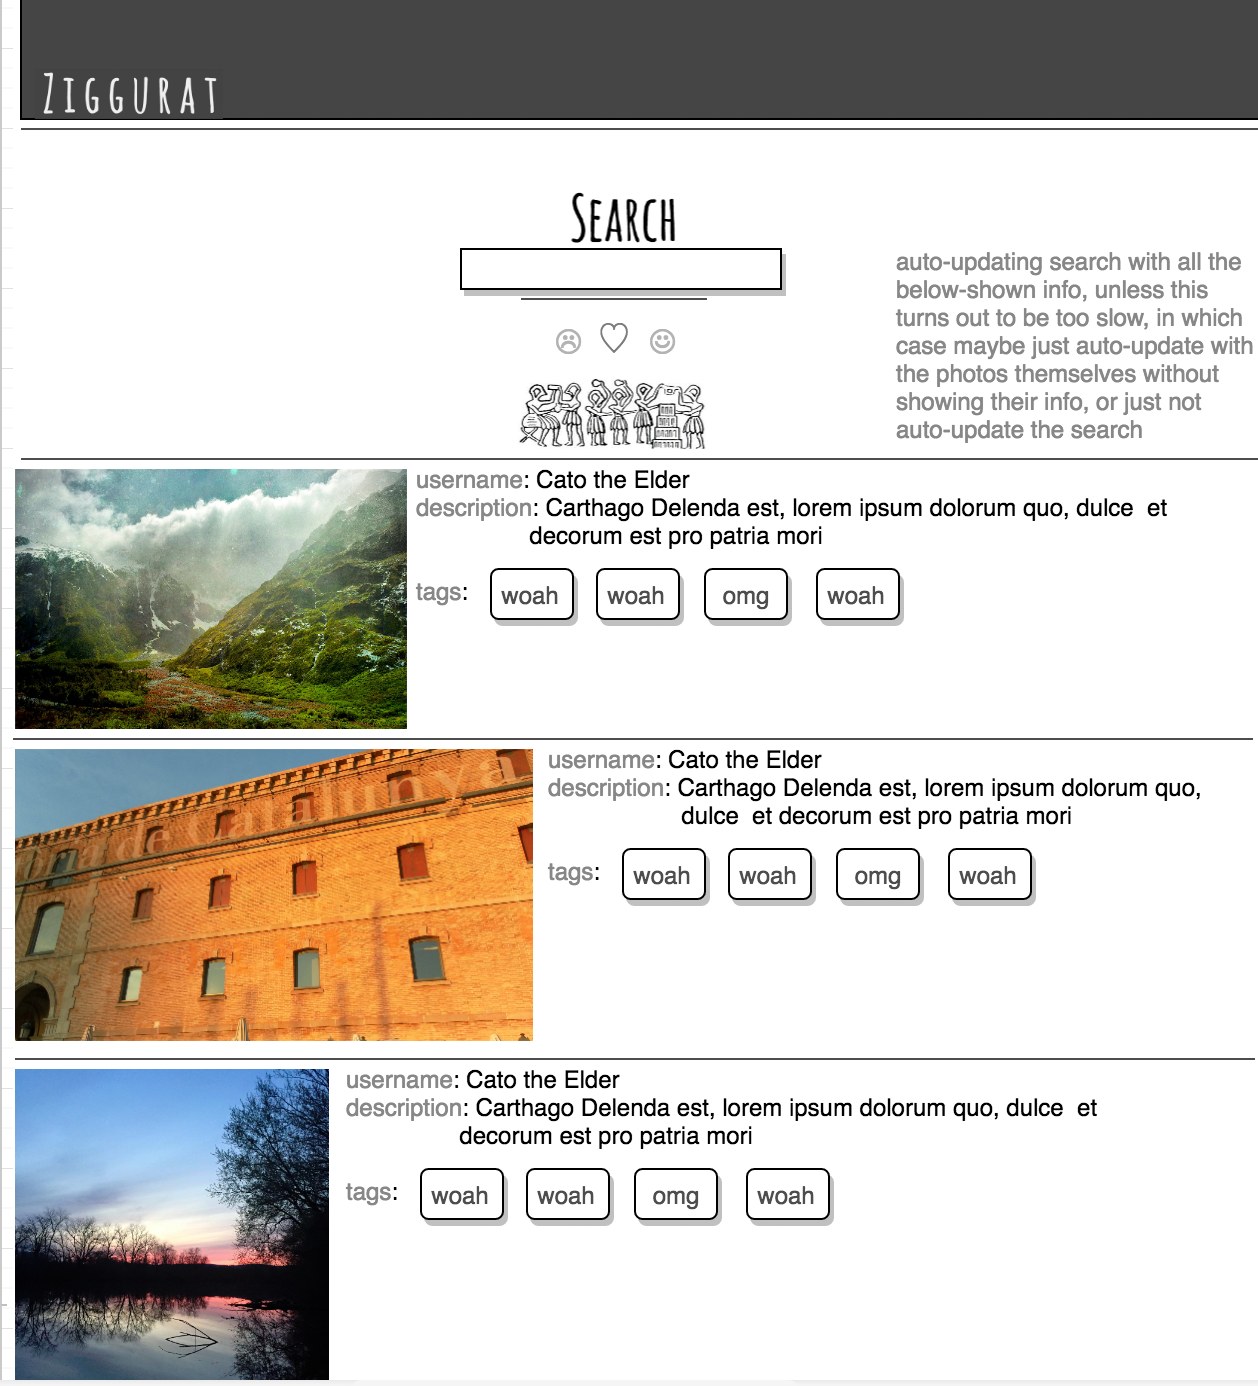 ZIGGURAT
SEARCH
auto-updating search with all the
below-shown info, unless this
turns out to be too slow, in which
case maybe just auto-update with
the photos themselves without
showing their info, or just not
auto-update the search
username: Cato the Elder
description: Carthago Delenda est, lorem ipsum dolorum quo, dulce  et
decorum est pro patria mori
tags: woah woah omg woah
de Catalunya
username: Cato the Elder
description: Carthago Delenda est, lorem ipsum dolorum quo,
dulce  et decorum est pro patria mori
tags: woah woah omg woah
username: Cato the Elder
description: Carthago Delenda est, lorem ipsum dolorum quo, dulce  et
decorum est pro patria mori
tags: woah woah omg woah